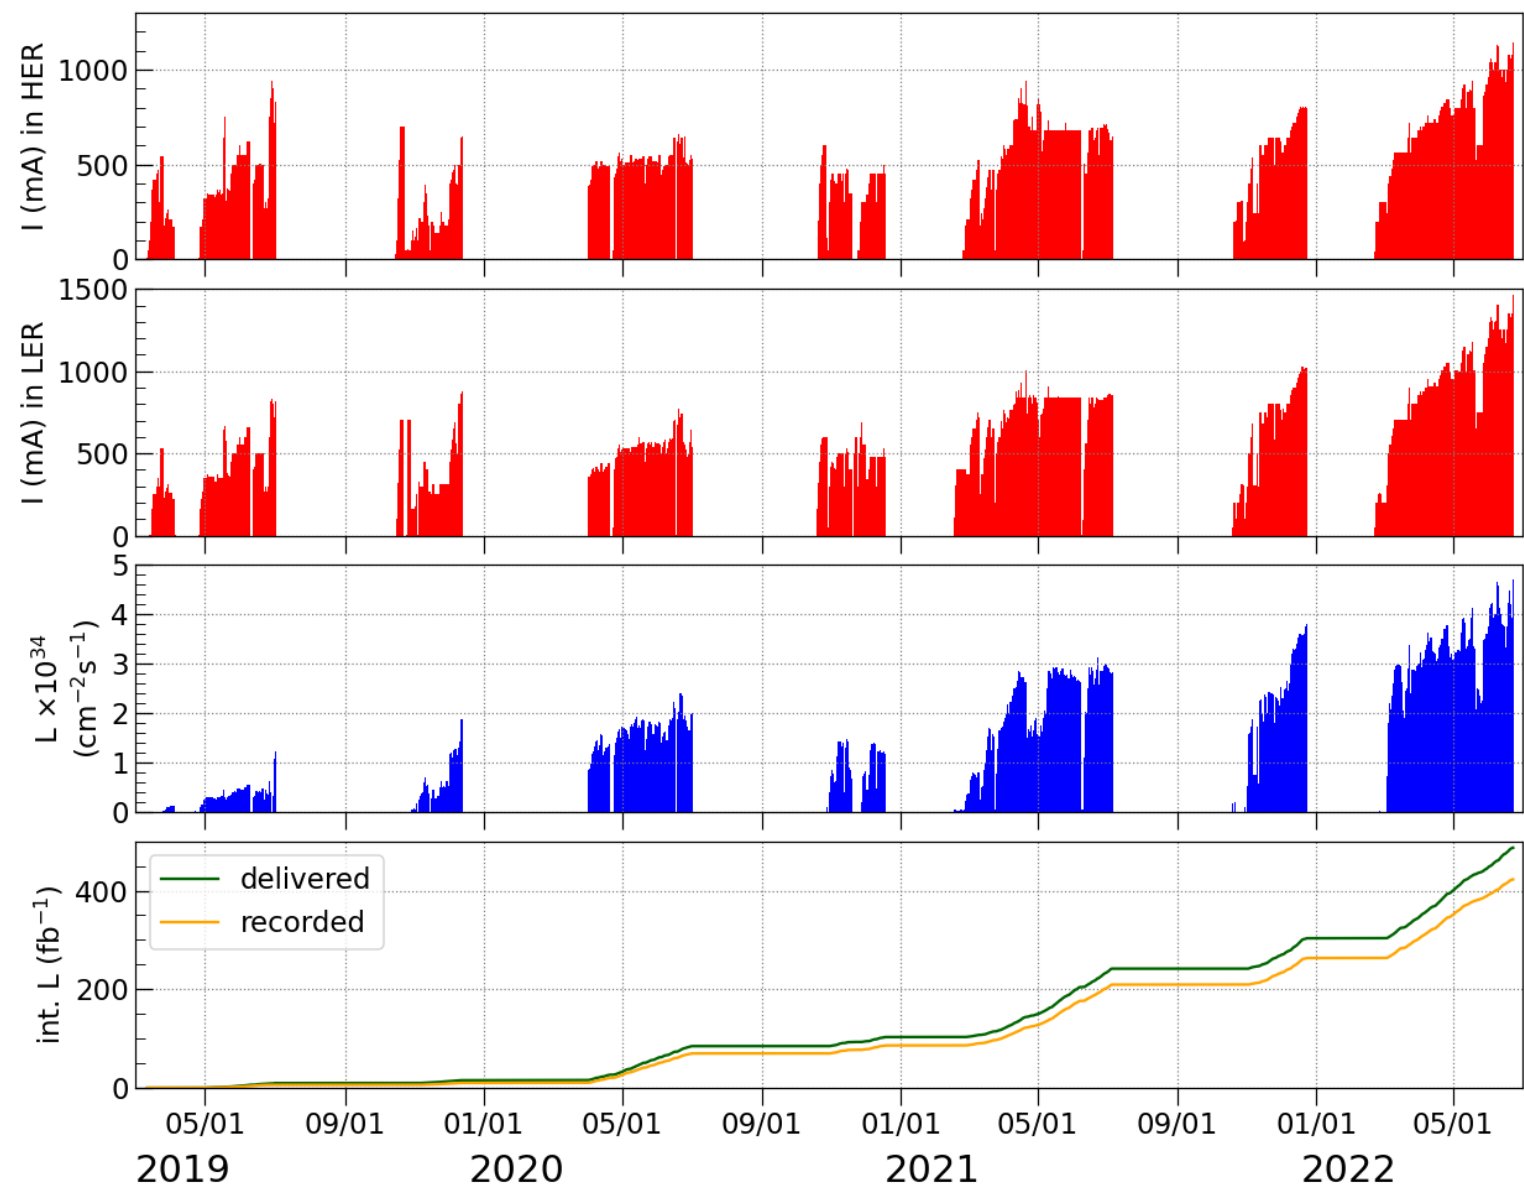 I (mA) in HER
1000
500
0
I (mA) in LER
1500
1000
500
0
L ×10³⁴
(cm⁻²s⁻¹)
5
4
3
2
1
0
int. L (fb⁻¹)
400
200
0
delivered
recorded
05/01 09/01 01/01 05/01 09/01 01/01 05/01 09/01 01/01 05/01
2019 2020 2021 2022